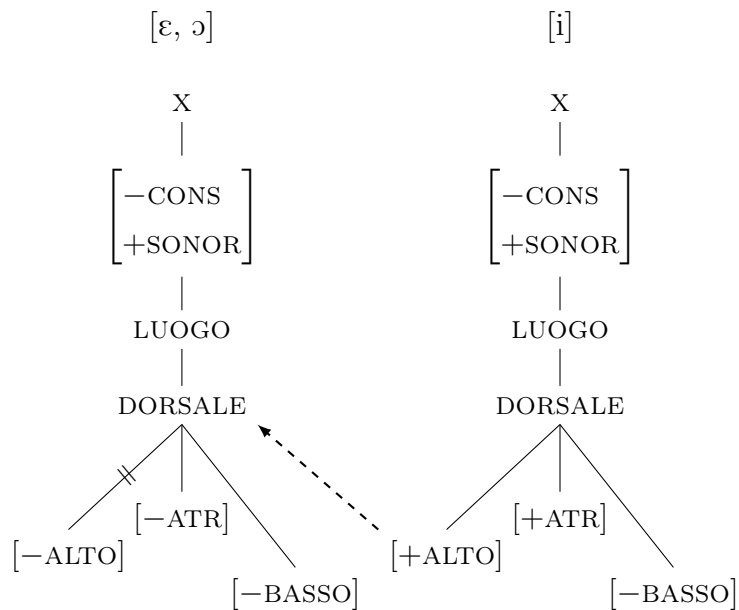 [ɛ, ɔ] [i]
X X
[−CONS +SONOR] [−CONS +SONOR]
LUOGO LUOGO
DORSALE DORSALE
[−ALTO] [−ATR] [−BASSO] [+ALTO] [+ATR] [−BASSO]